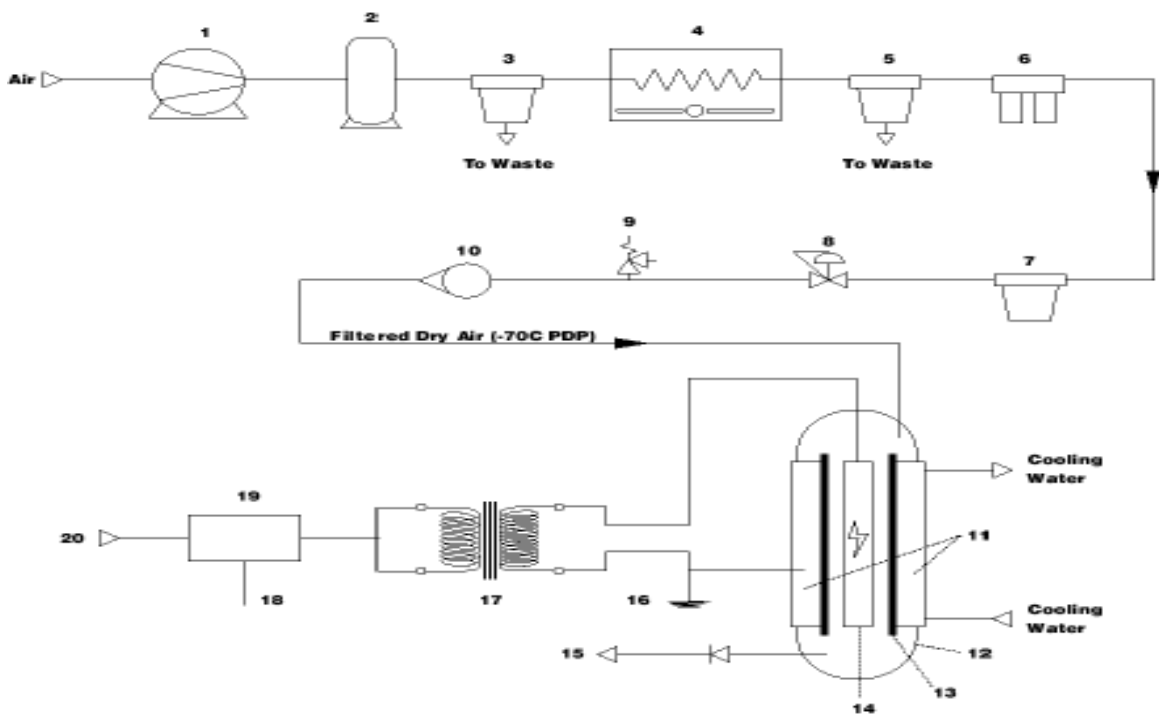 1
2
3
4
5
6
Air
To Waste
To Waste
7
8
9
10
Filtered Dry Air (-70C PDP)
Cooling
Water
11
Cooling
Water
12
13
14
15
16
17
18
19
20